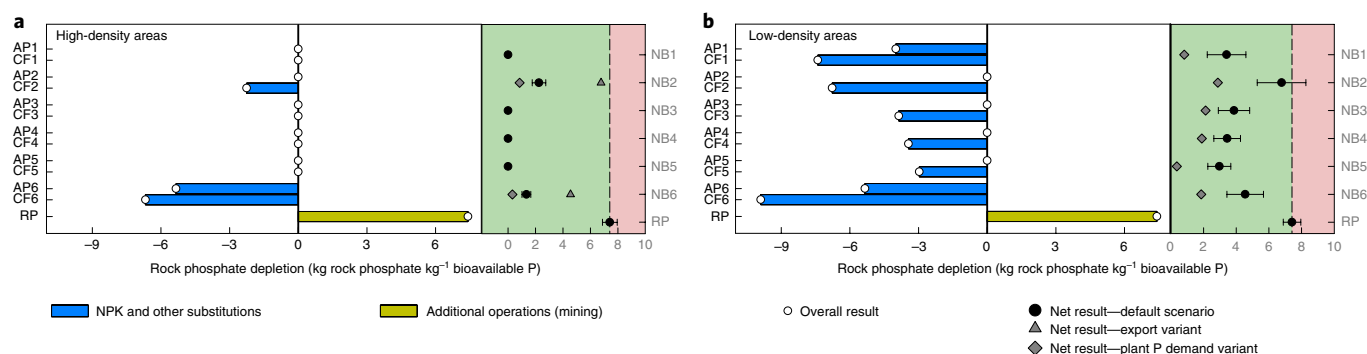 a
High-density areas
AP1
CF1
AP2
CF2
AP3
CF3
AP4
CF4
AP5
CF5
AP6
CF6
RP
NB1
NB2
NB3
NB4
NB5
NB6
RP
−9 −6 −3 0 3 6 0 2 4 6 8 10
Rock phosphate depletion (kg rock phosphate kg⁻¹ bioavailable P)
b
Low-density areas
AP1
CF1
AP2
CF2
AP3
CF3
AP4
CF4
AP5
CF5
AP6
CF6
RP
NB1
NB2
NB3
NB4
NB5
NB6
RP
−9 −6 −3 0 3 6 0 2 4 6 8 10
Rock phosphate depletion (kg rock phosphate kg⁻¹ bioavailable P)
NPK and other substitutions
Additional operations (mining)
Overall result
Net result—default scenario
Net result—export variant
Net result—plant P demand variant